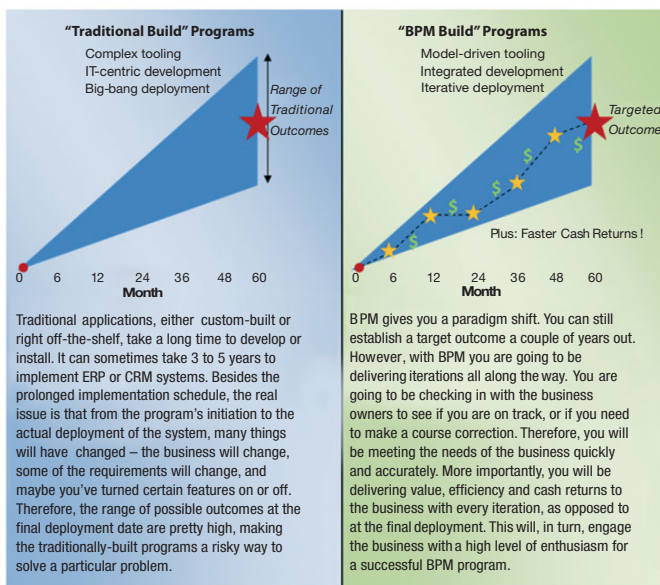 “Traditional Build” Programs
Complex tooling
IT-centric development
Big-bang deployment
Range of
Traditional
Outcomes
0 6 12 24 36 48 60
Month
Traditional applications, either custom-built or
right off-the-shelf, take a long time to develop or
install. It can sometimes take 3 to 5 years to
implement ERP or CRM systems. Besides the
prolonged implementation schedule, the real
issue is that from the program’s initiation to the
actual deployment of the system, many things
will have changed – the business will change,
some of the requirements will change, and
maybe you’ve turned certain features on or off.
Therefore, the range of possible outcomes at the
final deployment date are pretty high, making
the traditionally-built programs a risky way to
solve a particular problem.
“BPM Build” Programs
Model-driven tooling
Integrated development
Iterative deployment
Targeted
Outcome
$ $ $ $ $
Plus: Faster Cash Returns !
0 6 12 24 36 48 60
Month
BPM gives you a paradigm shift. You can still
establish a target outcome a couple of years out.
However, with BPM you are going to be
delivering iterations all along the way. You are
going to be checking in with the business
owners to see if you are on track, or if you need
to make a course correction. Therefore, you will
be meeting the needs of the business quickly
and accurately. More importantly, you will be
delivering value, efficiency and cash returns to
the business with every iteration, as opposed to
at the final deployment. This will, in turn, engage
the business with a high level of enthusiasm for
a successful BPM program.